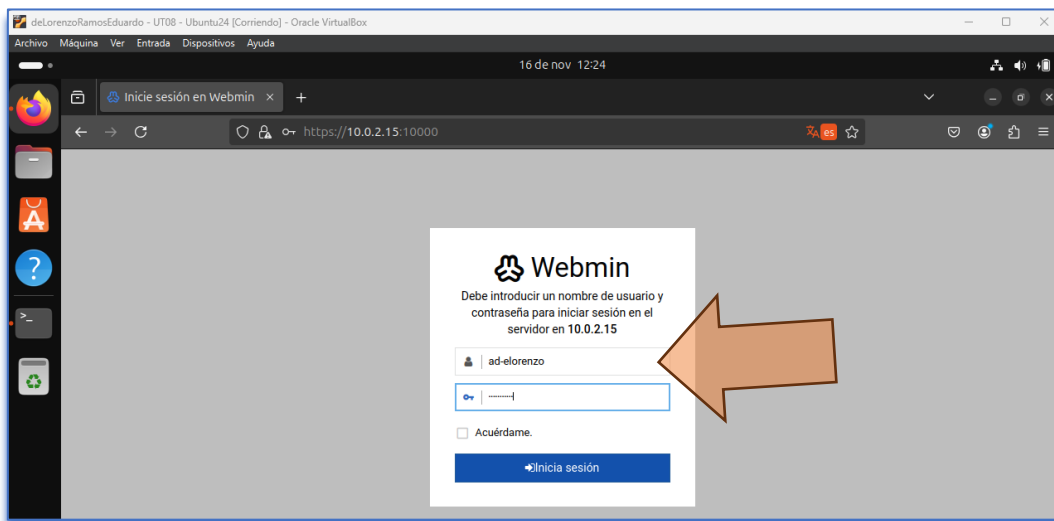 deLorenzoRamosEduardo - UT08 - Ubuntu24 [Corriendo] - Oracle VirtualBox
Archivo Máquina Ver Entrada Dispositivos Ayuda
16 de nov 12:24
Inicie sesión en Webmin
https://10.0.2.15:10000
es
Webmin
Debe introducir un nombre de usuario y
contraseña para iniciar sesión en el
servidor en 10.0.2.15
ad-elorenzo
Acuérdame.
Inicia sesión